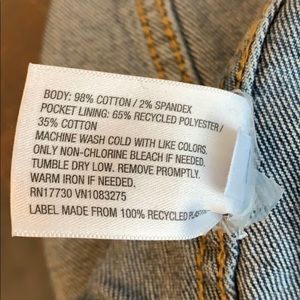 BODY: 98% COTTON / 2% SPANDEX
POCKET LINING: 65% RECYCLED POLYESTER /
35% COTTON
MACHINE WASH COLD WITH LIKE COLORS.
ONLY NON-CHLORINE BLEACH IF NEEDED.
TUMBLE DRY LOW. REMOVE PROMPTLY.
WARM IRON IF NEEDED.
RN17730 VN1083275
LABEL MADE FROM 100% RECYCLED